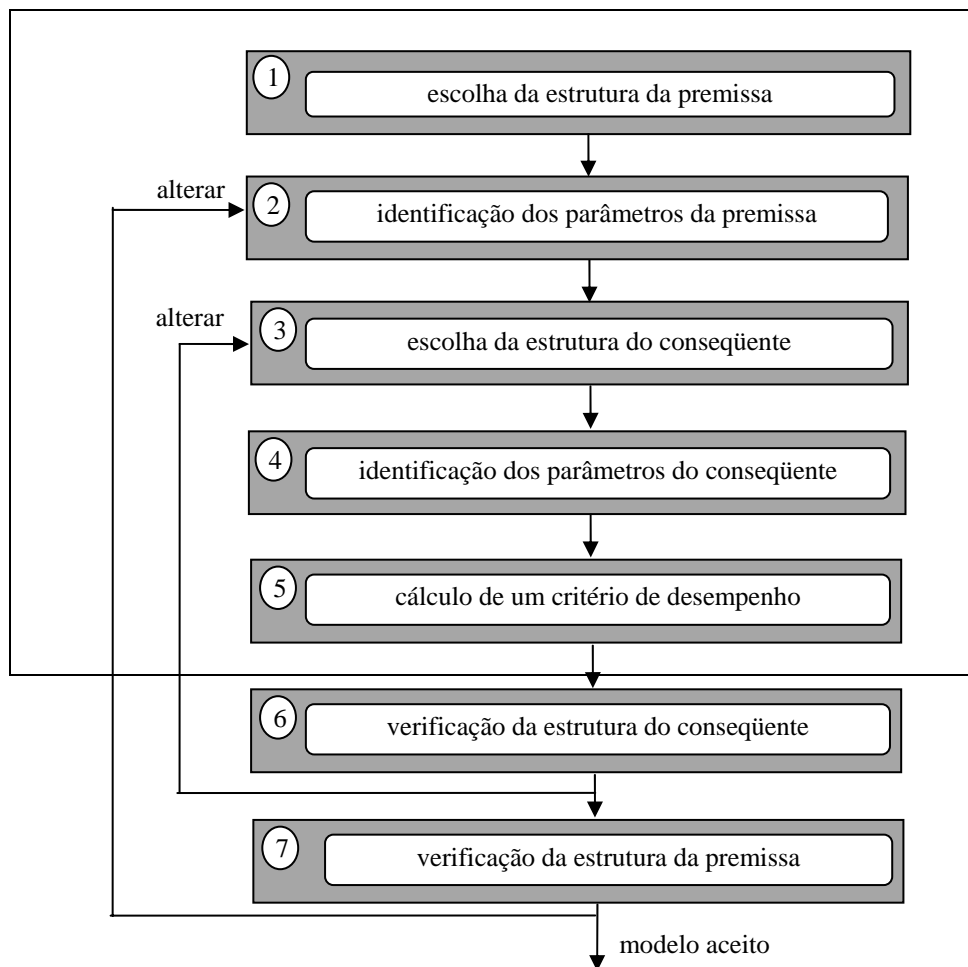 1
escolha da estrutura da premissa
alterar
2
identificação dos parâmetros da premissa
alterar
3
escolha da estrutura do conseqüente
4
identificação dos parâmetros do conseqüente
5
cálculo de um critério de desempenho
6
verificação da estrutura do conseqüente
7
verificação da estrutura da premissa
modelo aceito